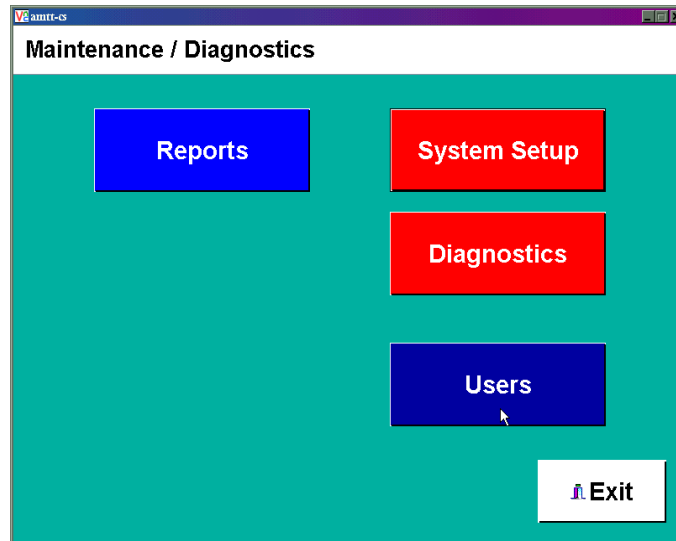 amtt-cs
Maintenance / Diagnostics
Reports
System Setup
Diagnostics
Users
Exit